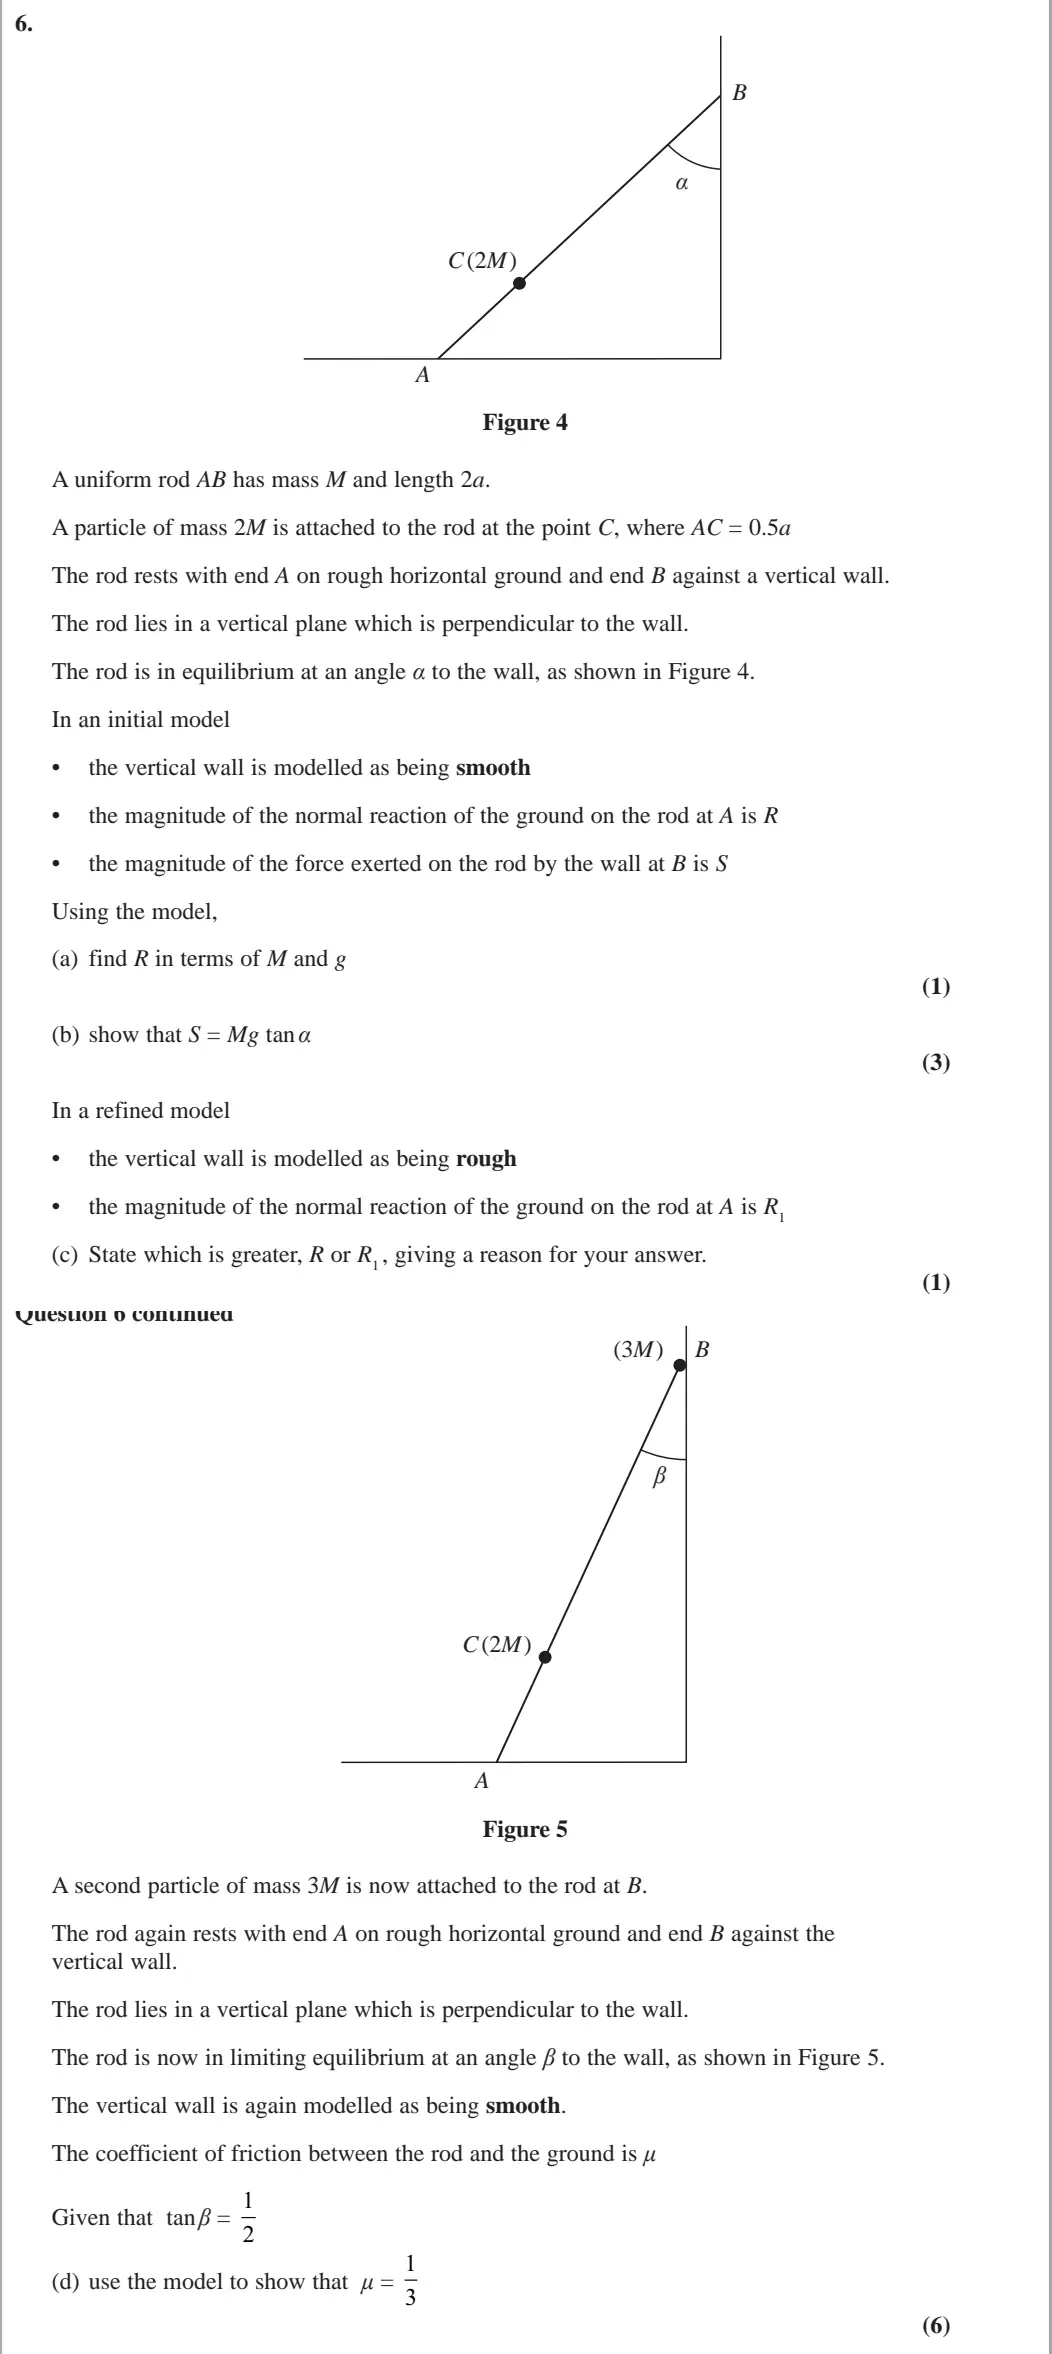 6.
B
α
C (2M)
A
Figure 4
A uniform rod AB has mass M and length 2a.
A particle of mass 2M is attached to the rod at the point C, where AC = 0.5a
The rod rests with end A on rough horizontal ground and end B against a vertical wall.
The rod lies in a vertical plane which is perpendicular to the wall.
The rod is in equilibrium at an angle α to the wall, as shown in Figure 4.
In an initial model
• the vertical wall is modelled as being smooth
• the magnitude of the normal reaction of the ground on the rod at A is R
• the magnitude of the force exerted on the rod by the wall at B is S
Using the model,
(a) find R in terms of M and g
(1)
(b) show that S = Mg tan α
(3)
In a refined model
• the vertical wall is modelled as being rough
• the magnitude of the normal reaction of the ground on the rod at A is R₁
(c) State which is greater, R or R₁, giving a reason for your answer.
(1)
Question 6 continued
(3M) B
β
C (2M)
A
Figure 5
A second particle of mass 3M is now attached to the rod at B.
The rod again rests with end A on rough horizontal ground and end B against the
vertical wall.
The rod lies in a vertical plane which is perpendicular to the wall.
The rod is now in limiting equilibrium at an angle β to the wall, as shown in Figure 5.
The vertical wall is again modelled as being smooth.
The coefficient of friction between the rod and the ground is μ
Given that tan β = 1/2
(d) use the model to show that μ = 1/3
(6)